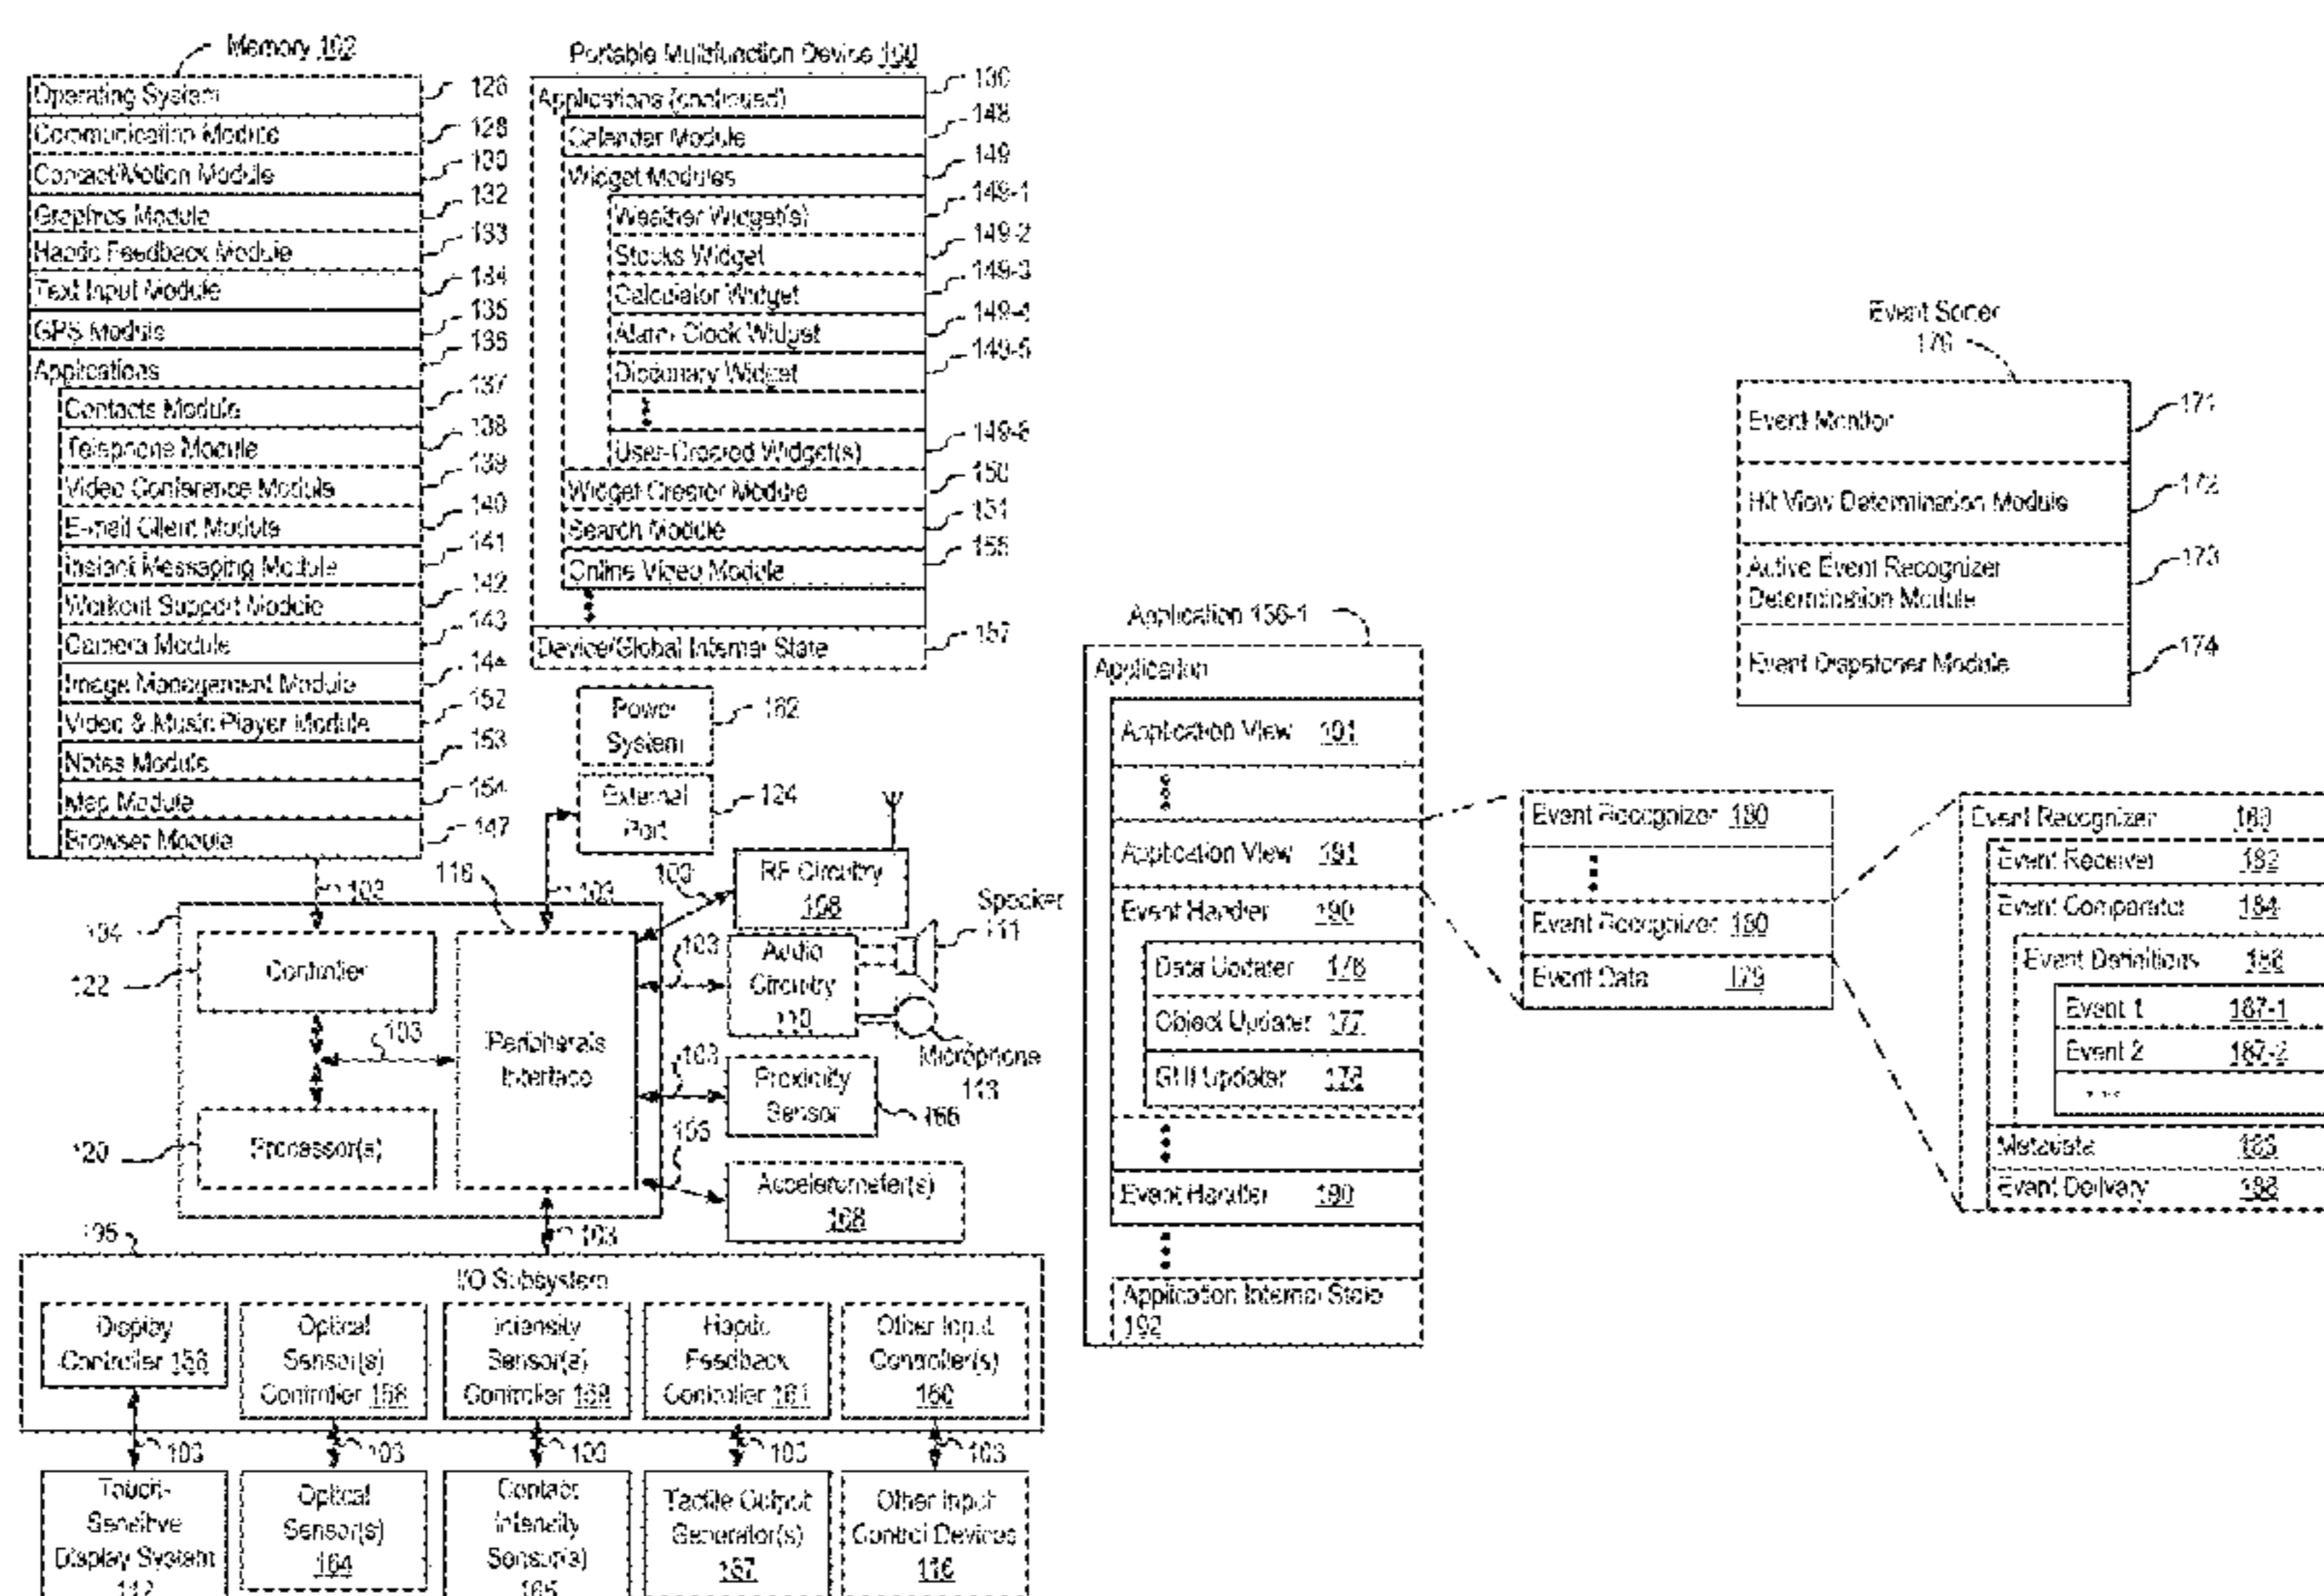 Memory 102
Operating System 126
Communication Module 128
Contact/Motion Module 130
Graphics Module 132
Haptic Feedback Module 133
Text Input Module 134
GPS Module 135
Applications 136
Contacts Module 137
Telephone Module 138
Video Conference Module 139
E-mail Client Module 140
Instant Messaging Module 141
Workout Support Module 142
Camera Module 143
Image Management Module 144
Video & Music Player Module 152
Notes Module 153
Map Module 154
Browser Module 147
Portable Multifunction Device 100
Applications (continued)
Calendar Module 148
Widget Modules 149
Weather Widget(s) 149-1
Stocks Widget 149-2
Calculator Widget 149-3
Alarm Clock Widget 149-4
Dictionary Widget 149-5
User-Created Widget(s) 149-6
Widget Creator Module 150
Search Module 151
Online Video Module 155
Device/Global Internal State 157
Power
System
162
External
Port
124
RF Circuitry
108
Speaker
111
Audio
Circuitry
110
Microphone
113
Proximity
Sensor
166
Accelerometer(s)
168
118
103
103
103
103
103
104
122
Controller
103
Peripherals
Interface
120
Processor(s)
103
I/O Subsystem
Display
Controller 156
Optical
Sensor(s)
Controller 158
Intensity
Sensor(s)
Controller 159
Haptic
Feedback
Controller 161
Other Input
Controller(s)
160
103
103
103
103
103
Touch-
Sensitive
Display System
112
Optical
Sensor(s)
164
Contact
Intensity
Sensor(s)
165
Tactile Output
Generator(s)
167
Other Input
Control Devices
116
Application 136-1
Application
Application View 191
Application View 191
Event Handler 190
Data Updater 176
Object Updater 177
GUI Updater 178
Event Handler 190
Application Internal State
192
Event Sorter
170
Event Monitor 171
Hit View Determination Module 172
Active Event Recognizer
Determination Module
173
Event Dispatcher Module 174
Event Recognizer 180
Event Recognizer 180
Event Data 179
Event Recognizer 180
Event Receiver 182
Event Comparator 184
Event Definitions 186
Event 1 187-1
Event 2 187-2
Metadata 183
Event Delivery 188